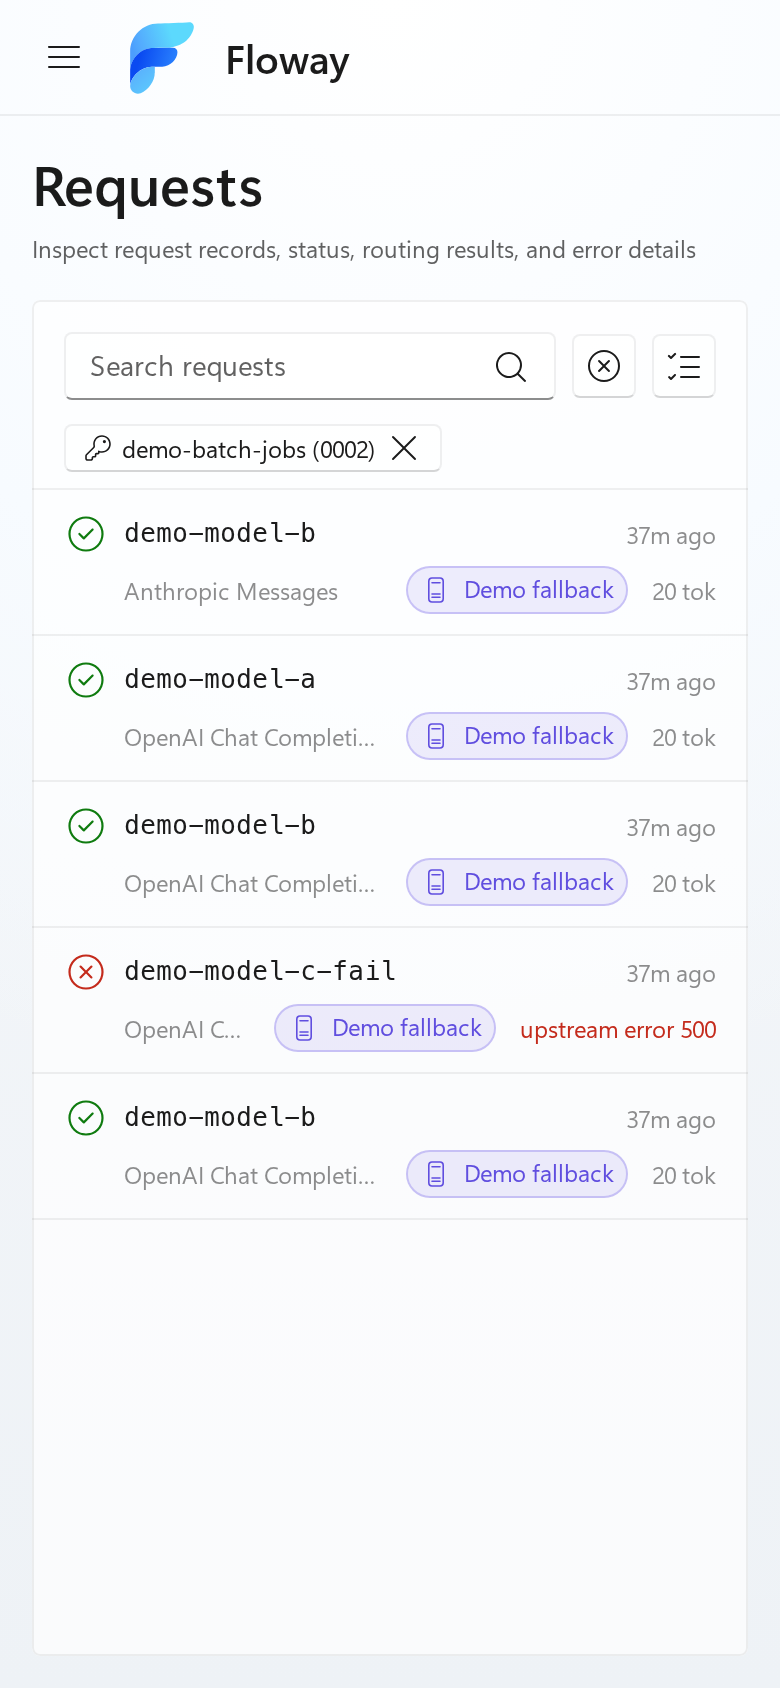 Floway
Requests
Inspect request records, status, routing results, and error details
Search requests
demo-batch-jobs (0002)
demo-model-b
37m ago
Anthropic Messages
Demo fallback
20 tok
demo-model-a
37m ago
OpenAI Chat Completi...
Demo fallback
20 tok
demo-model-b
37m ago
OpenAI Chat Completi...
Demo fallback
20 tok
demo-model-c-fail
37m ago
OpenAI C...
Demo fallback
upstream error 500
demo-model-b
37m ago
OpenAI Chat Completi...
Demo fallback
20 tok